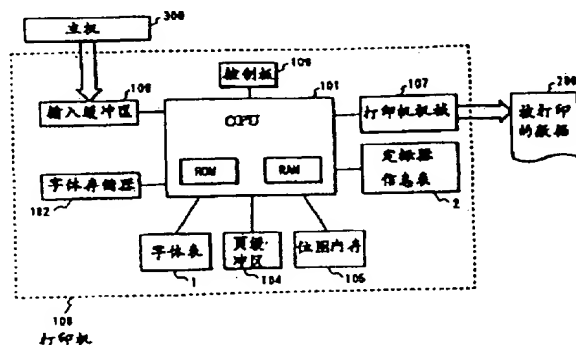 主机
300
控制板
109
101
107
200
输入缓冲区
106
CPU
打印机机械
被打印
的数据
字体存储器
102
ROM
RAM
定标器
信息表
2
字体表
1
页缓
冲区
104
位图内存
105
100
打印机